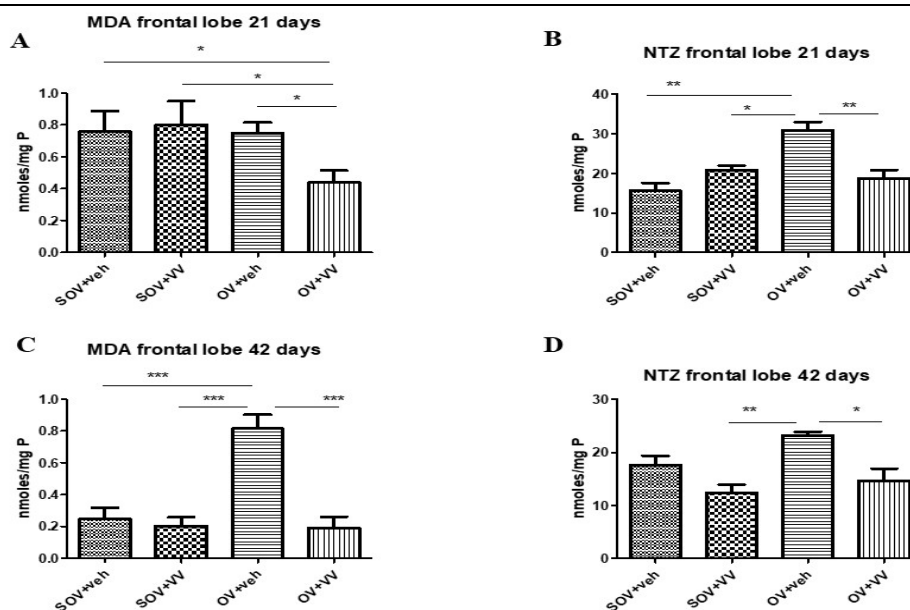 A
MDA frontal lobe 21 days
*
*
*
1.0
0.8
0.6
0.4
0.2
0.0
nmoles/mg P
SOV+veh
SOV+VV
OV+veh
OV+VV
B
NTZ frontal lobe 21 days
**
*
**
40
30
20
10
0
nmoles/mg P
SOV+veh
SOV+VV
OV+veh
OV+VV
C
MDA frontal lobe 42 days
***
***
***
1.0
0.8
0.6
0.4
0.2
0.0
nmoles/mg P
SOV+veh
SOV+VV
OV+veh
OV+VV
D
NTZ frontal lobe 42 days
**
*
30
20
10
0
nmoles/mg P
SOV+veh
SOV+VV
OV+veh
OV+VV